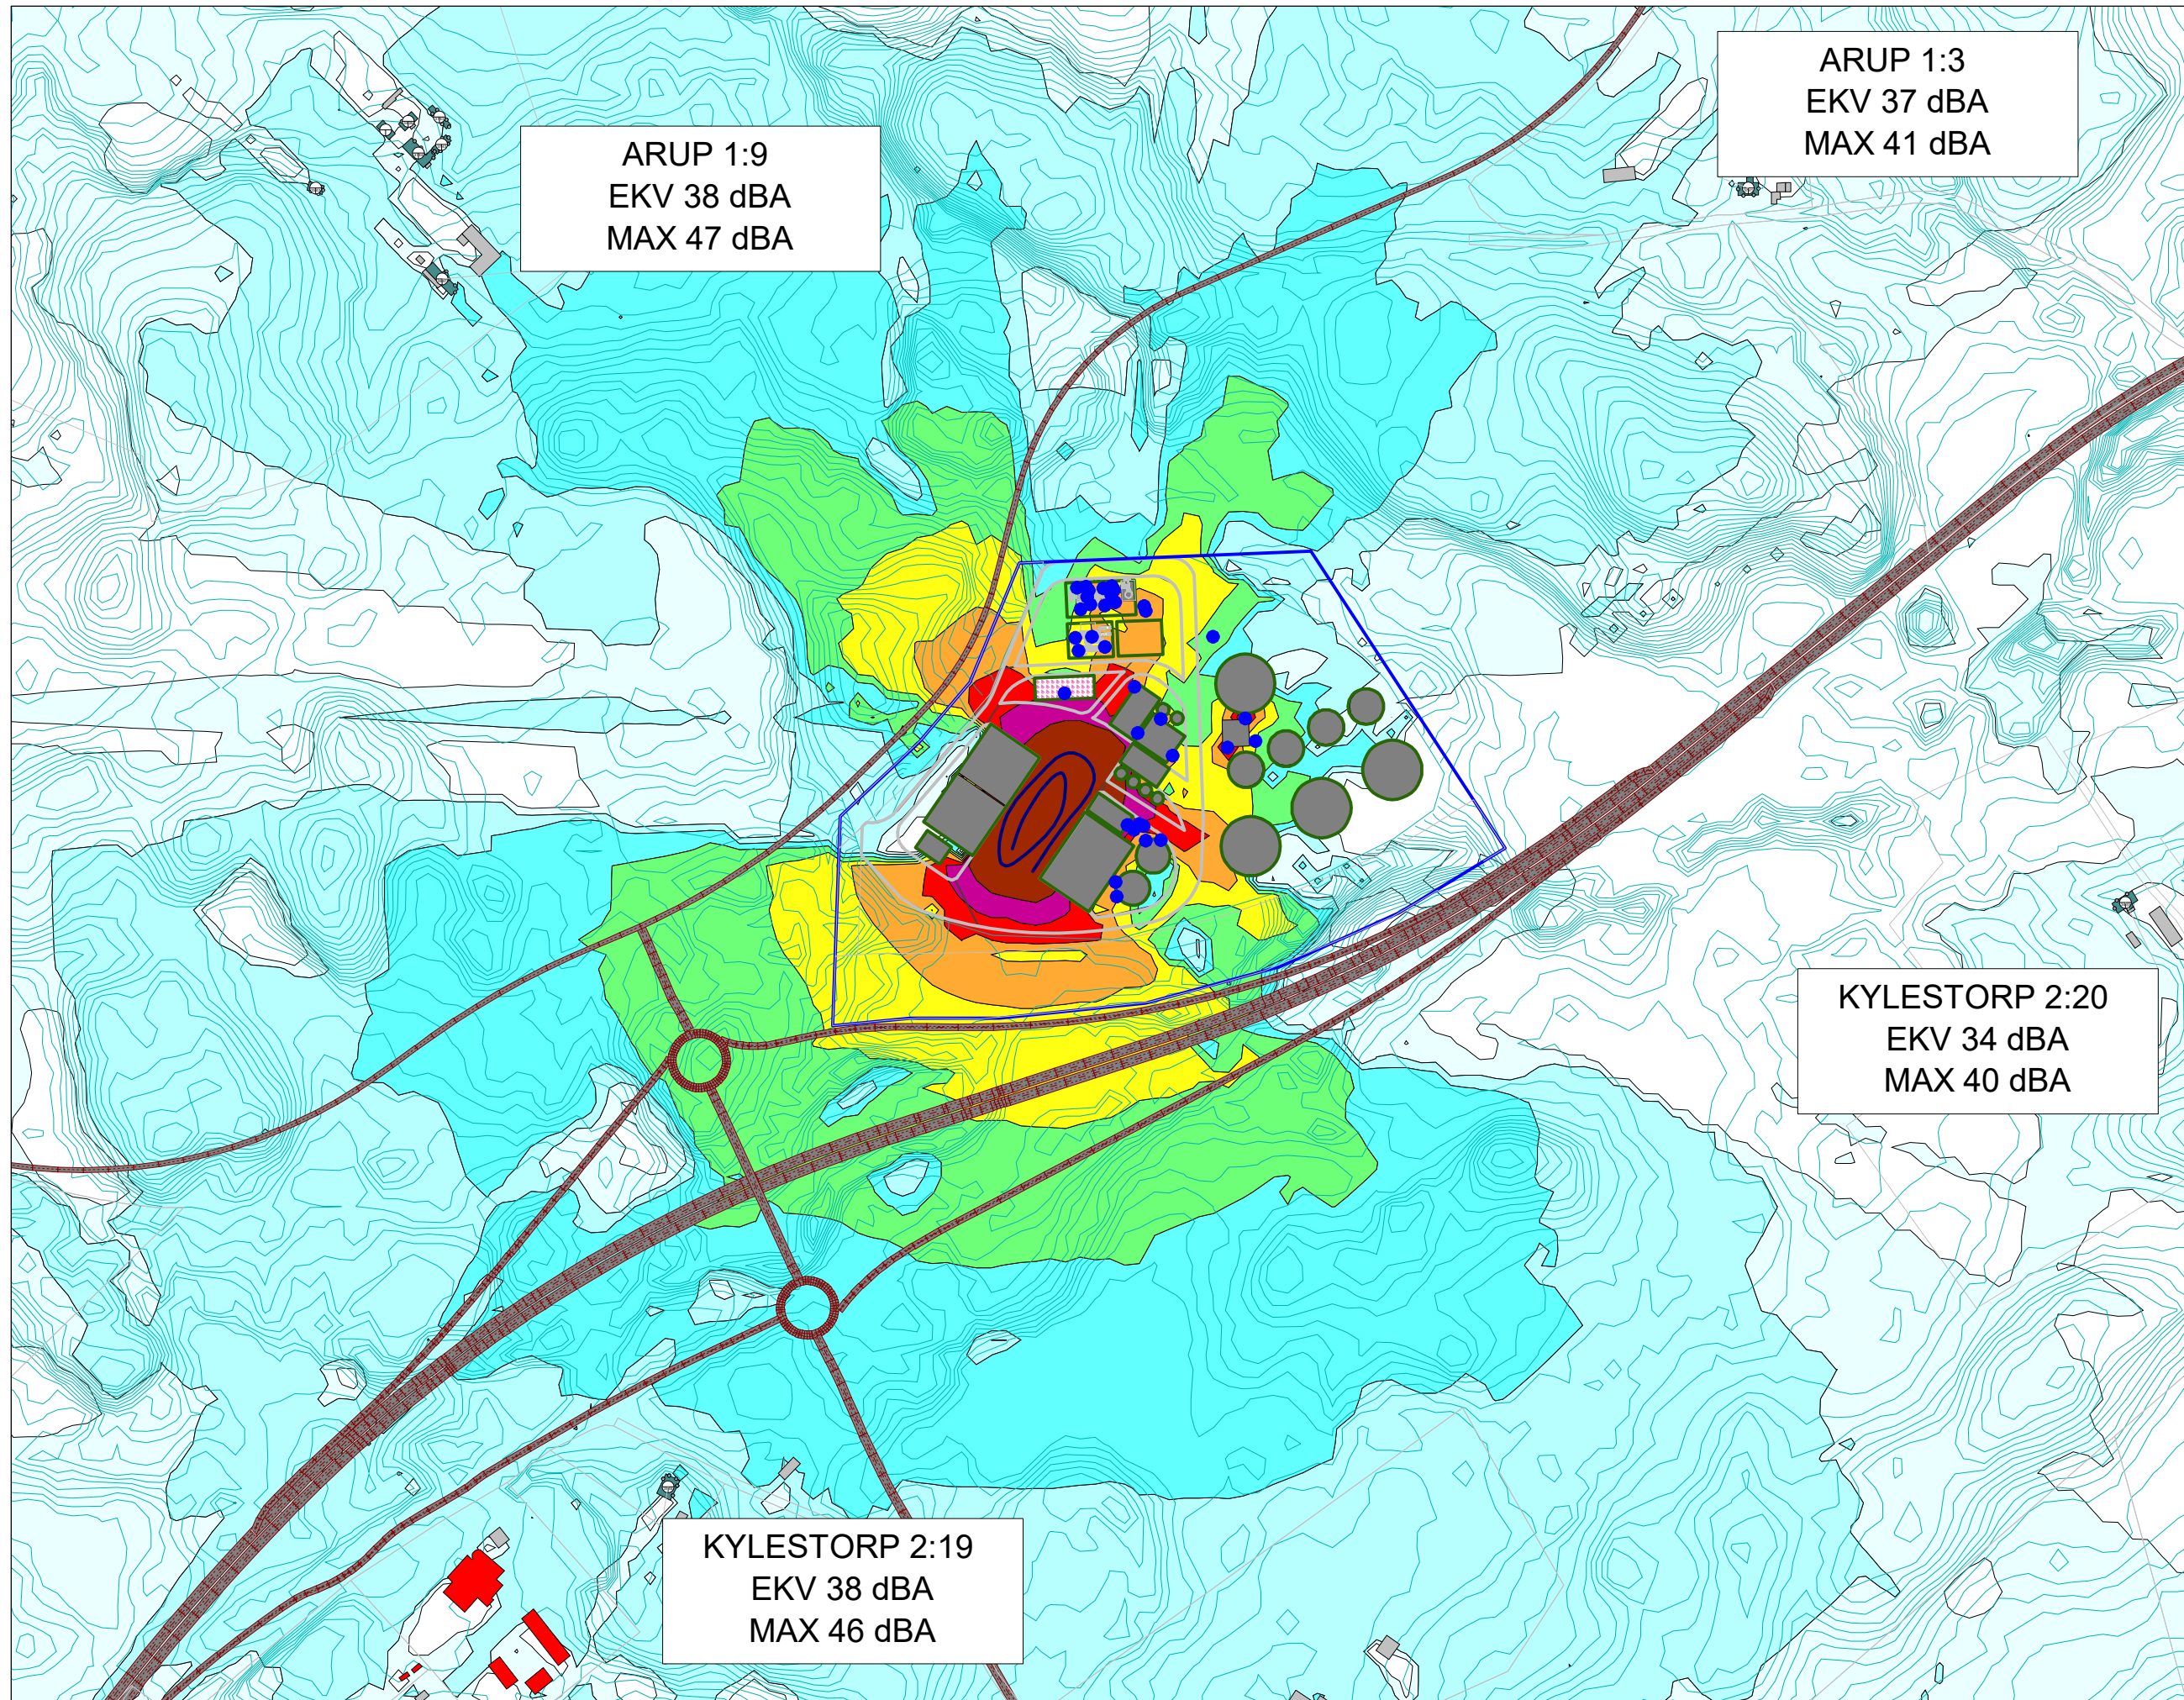 ARUP 1:3
EKV 37 dBA
MAX 41 dBA
ARUP 1:9
EKV 38 dBA
MAX 47 dBA
KYLESTORP 2:20
EKV 34 dBA
MAX 40 dBA
KYLESTORP 2:19
EKV 38 dBA
MAX 46 dBA